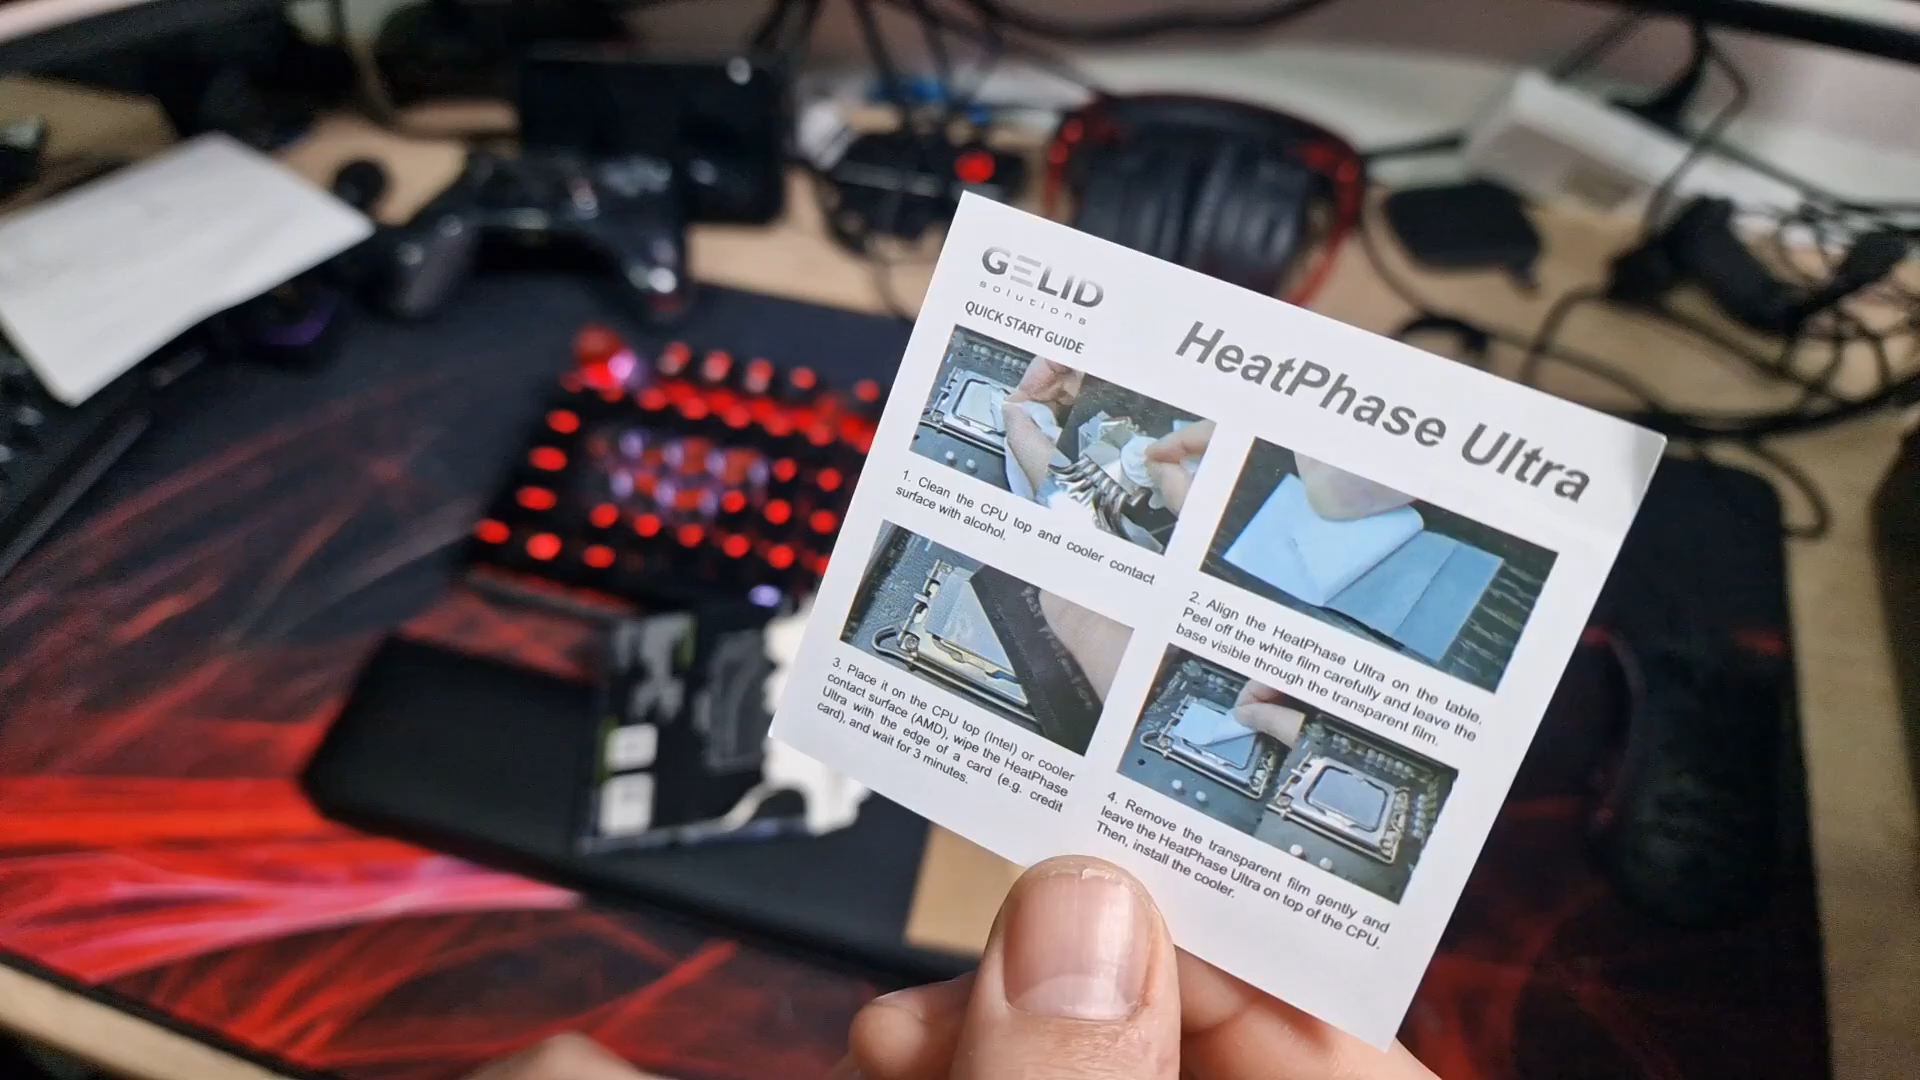 GELID
solutions
QUICK START GUIDE
HeatPhase Ultra
1. Clean the CPU top and cooler contact
surface with alcohol.
2. Align the HeatPhase Ultra on the table.
Peel off the white film carefully and leave the
base visible through the transparent film.
3. Place it on the CPU top (Intel) or cooler
contact surface (AMD), wipe the HeatPhase
Ultra with the edge of a card (e.g. credit
card), and wait for 3 minutes.
4. Remove the transparent film gently and
leave the HeatPhase Ultra on top of the CPU.
Then, install the cooler.